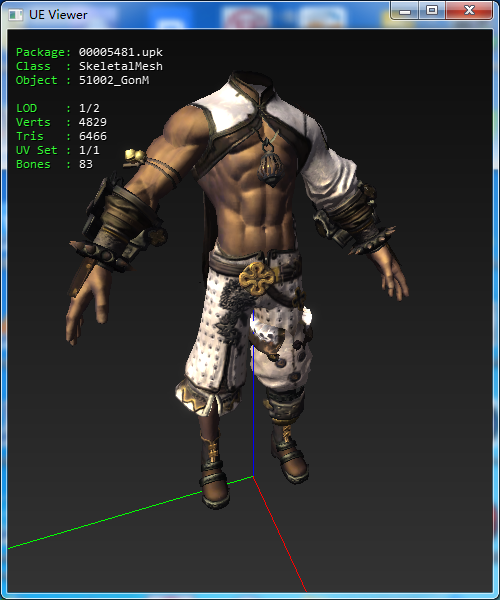 UE Viewer
Package: 00005481.upk
Class : SkeletalMesh
Object : 51002_GonM
LOD : 1/2
Verts : 4829
Tris : 6466
UV Set : 1/1
Bones : 83